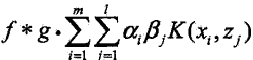 f * g · ∑_{i=1}^{m} ∑_{j=1}^{l} α_i β_j K(x_i, z_j)